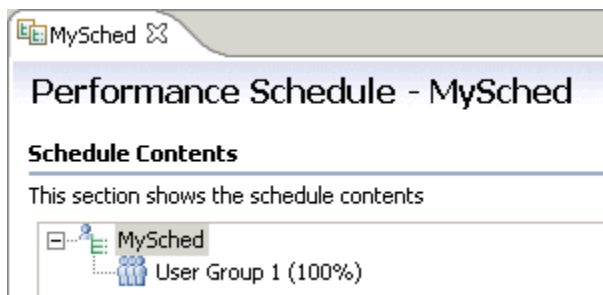 MySched
Performance Schedule - MySched
Schedule Contents
This section shows the schedule contents
MySched
User Group 1 (100%)